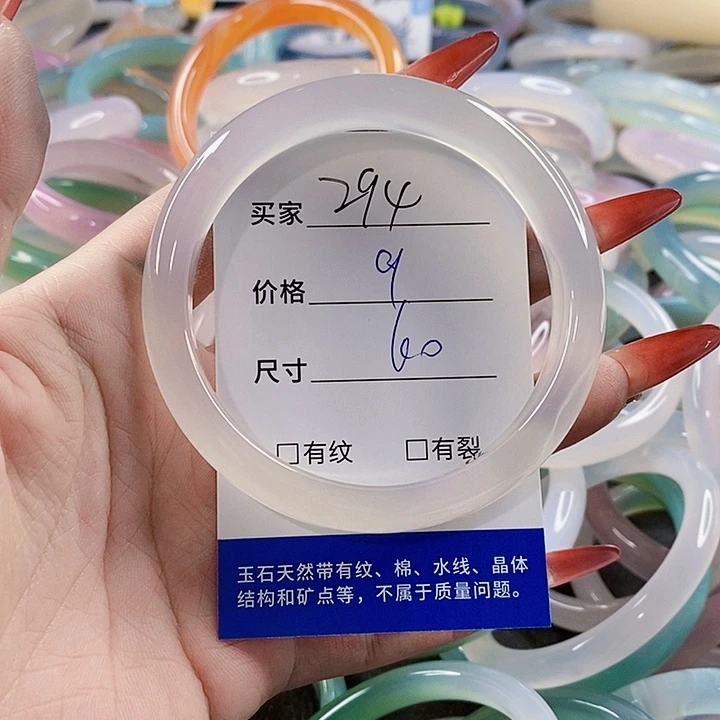 买家 294
价格 9
尺寸 60
□有纹 □有裂
玉石天然带有纹、棉、水线、晶体
结构和矿点等，不属于质量问题。